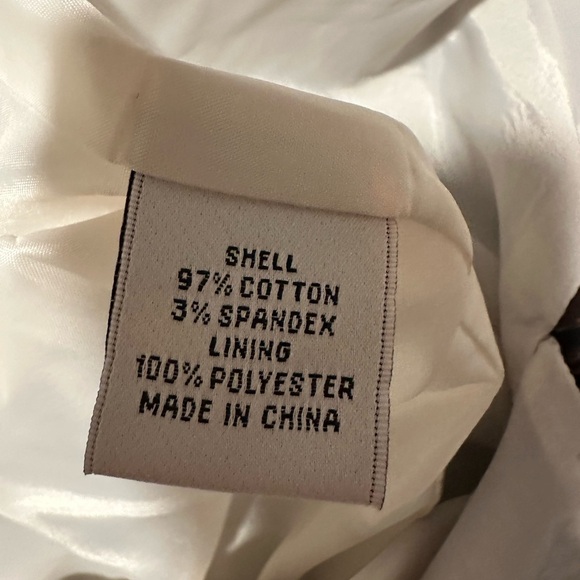 SHELL
97% COTTON
3% SPANDEX
LINING
100% POLYESTER
MADE IN CHINA